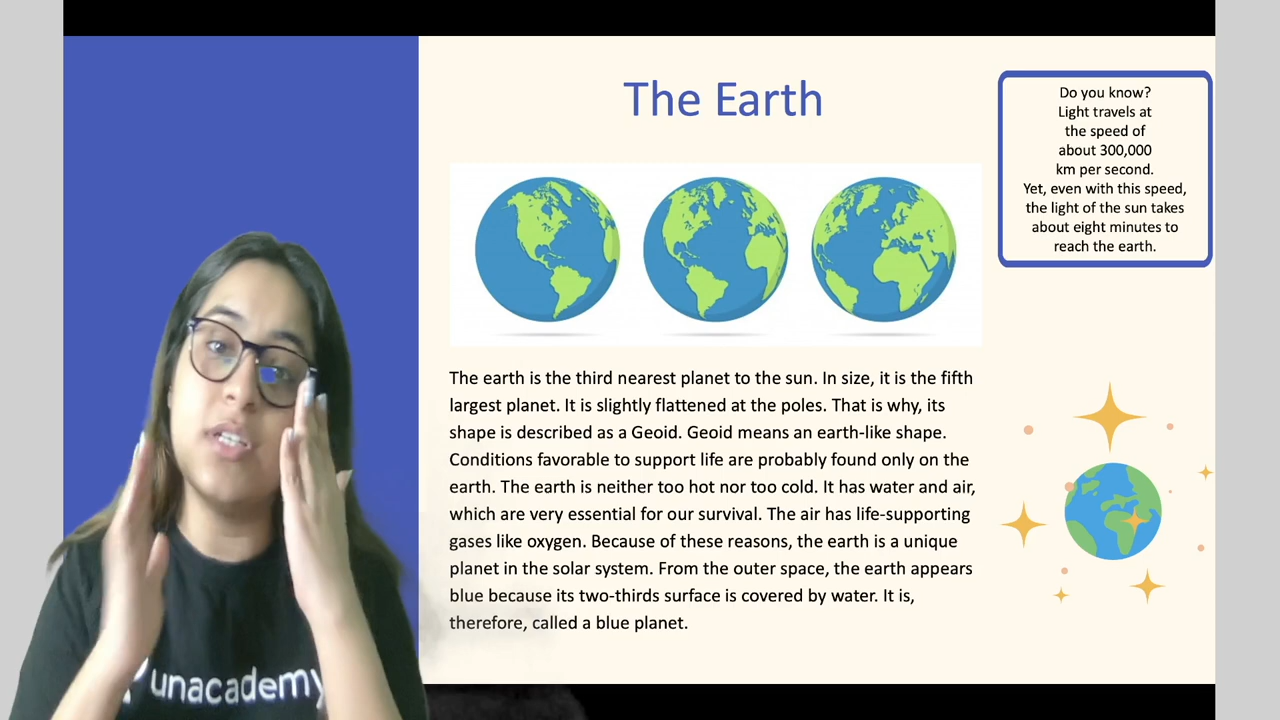 The Earth
Do you know?
Light travels at
the speed of
about 300,000
km per second.
Yet, even with this speed,
the light of the sun takes
about eight minutes to
reach the earth.
The earth is the third nearest planet to the sun. In size, it is the fifth
largest planet. It is slightly flattened at the poles. That is why, its
shape is described as a Geoid. Geoid means an earth-like shape.
Conditions favorable to support life are probably found only on the
earth. The earth is neither too hot nor too cold. It has water and air,
which are very essential for our survival. The air has life-supporting
gases like oxygen. Because of these reasons, the earth is a unique
planet in the solar system. From the outer space, the earth appears
blue because its two-thirds surface is covered by water. It is,
therefore, called a blue planet.
unacademy